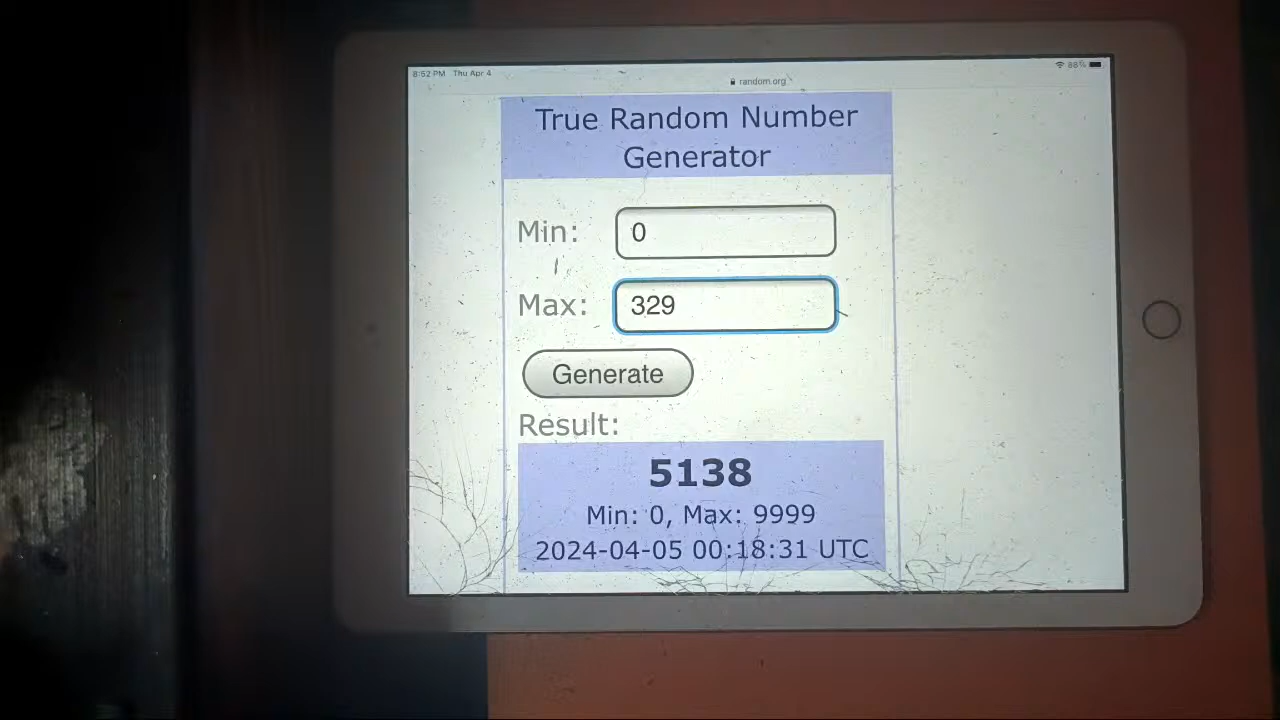 8:52 PM Thu Apr 4
88%
random.org
True Random Number
Generator
Min: 0
Max: 329
Generate
Result:
5138
Min: 0, Max: 9999
2024-04-05 00:18:31 UTC